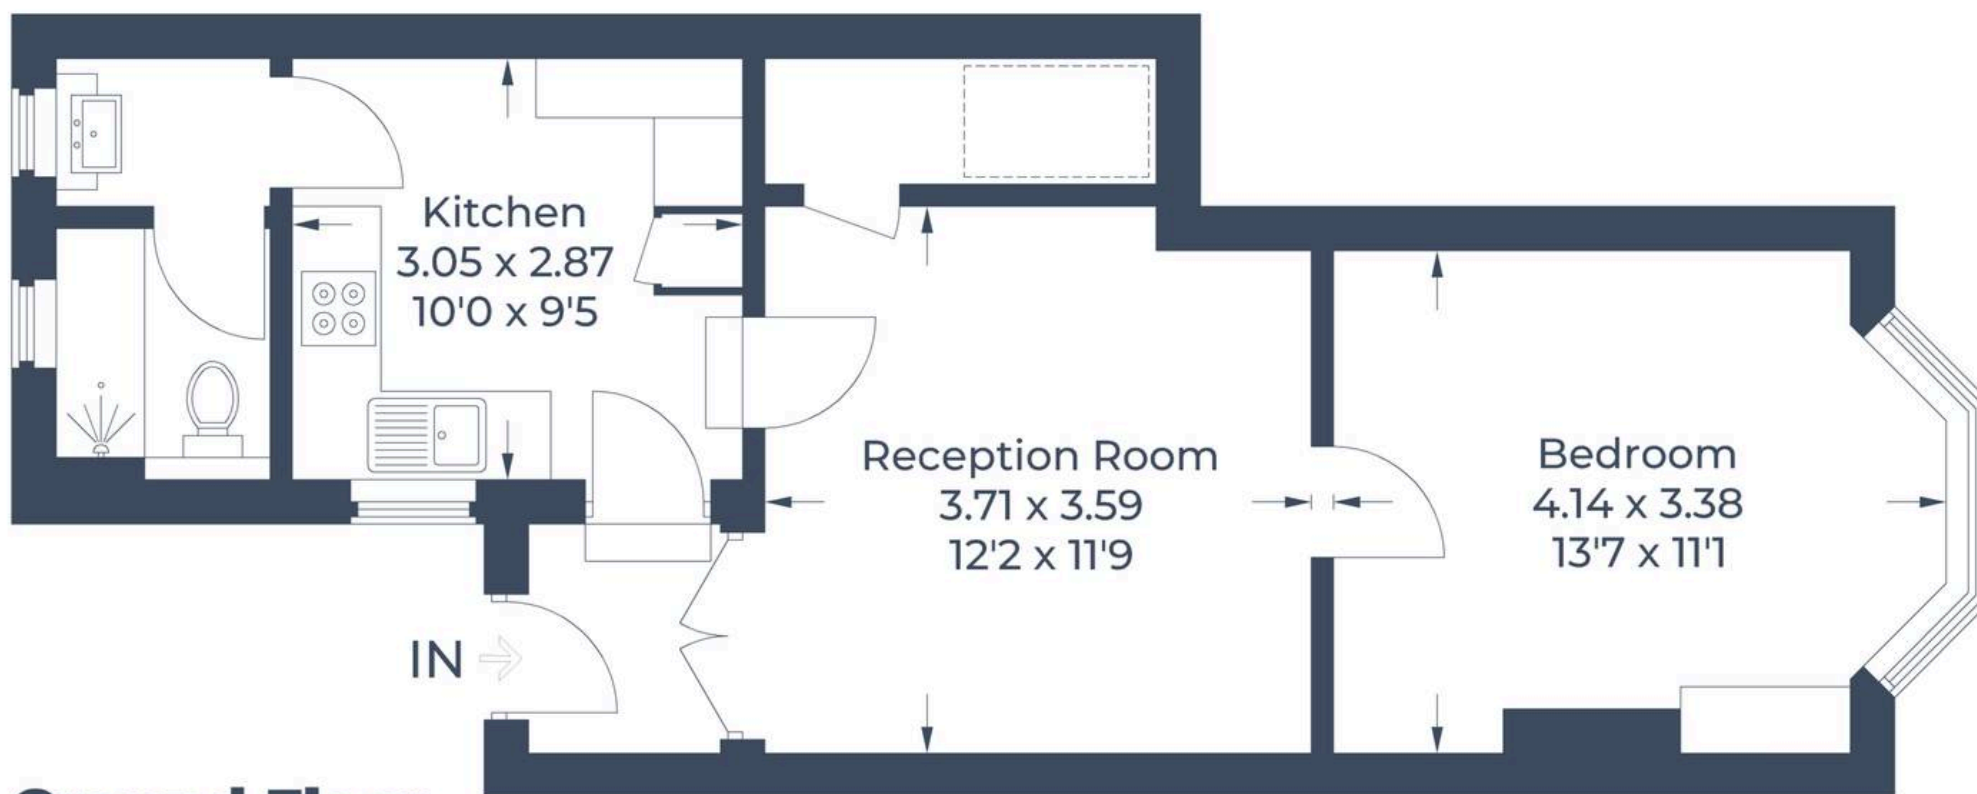 Kitchen
3.05 x 2.87
10'0 x 9'5
Reception Room
3.71 x 3.59
12'2 x 11'9
Bedroom
4.14 x 3.38
13'7 x 11'1
IN